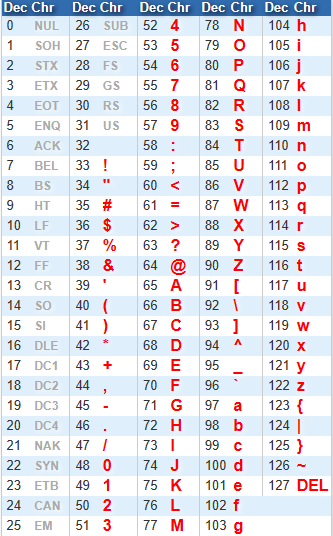 Dec Chr Dec Chr Dec Chr Dec Chr Dec Chr
0 NUL 26 SUB 52 4 78 N 104 h
1 SOH 27 ESC 53 5 79 O 105 i
2 STX 28 FS 54 6 80 P 106 j
3 ETX 29 GS 55 7 81 Q 107 k
4 EOT 30 RS 56 8 82 R 108 l
5 ENQ 31 US 57 9 83 S 109 m
6 ACK 32 58 : 84 T 110 n
7 BEL 33 ! 59 ; 85 U 111 o
8 BS 34 " 60 < 86 V 112 p
9 HT 35 # 61 = 87 W 113 q
10 LF 36 $ 62 > 88 X 114 r
11 VT 37 % 63 ? 89 Y 115 s
12 FF 38 & 64 @ 90 Z 116 t
13 CR 39 ' 65 A 91 [ 117 u
14 SO 40 ( 66 B 92 \ 118 v
15 SI 41 ) 67 C 93 ] 119 w
16 DLE 42 * 68 D 94 ^ 120 x
17 DC1 43 + 69 E 95 _ 121 y
18 DC2 44 , 70 F 96 ` 122 z
19 DC3 45 - 71 G 97 a 123 {
20 DC4 46 . 72 H 98 b 124 |
21 NAK 47 / 73 I 99 c 125 }
22 SYN 48 0 74 J 100 d 126 ~
23 ETB 49 1 75 K 101 e 127 DEL
24 CAN 50 2 76 L 102 f
25 EM 51 3 77 M 103 g